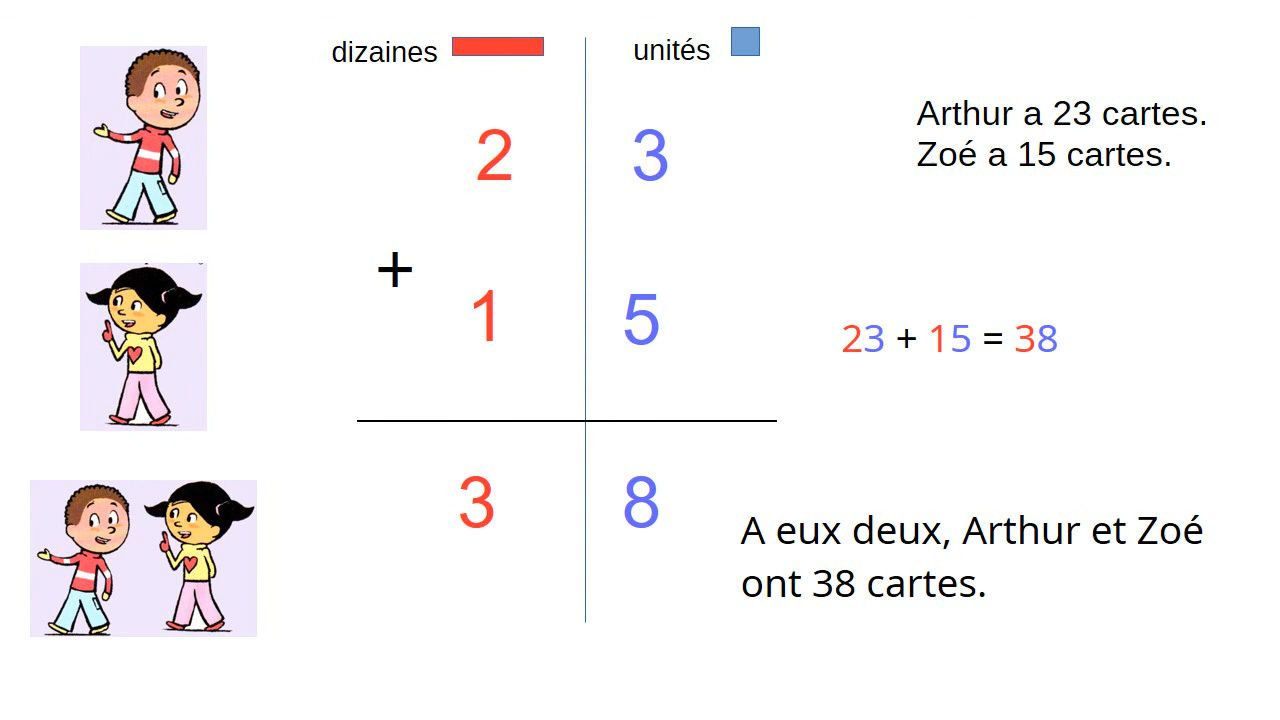 dizaines
unités
Arthur a 23 cartes.
Zoé a 15 cartes.
2 3
+
1 5
23 + 15 = 38
3 8
A eux deux, Arthur et Zoé
ont 38 cartes.